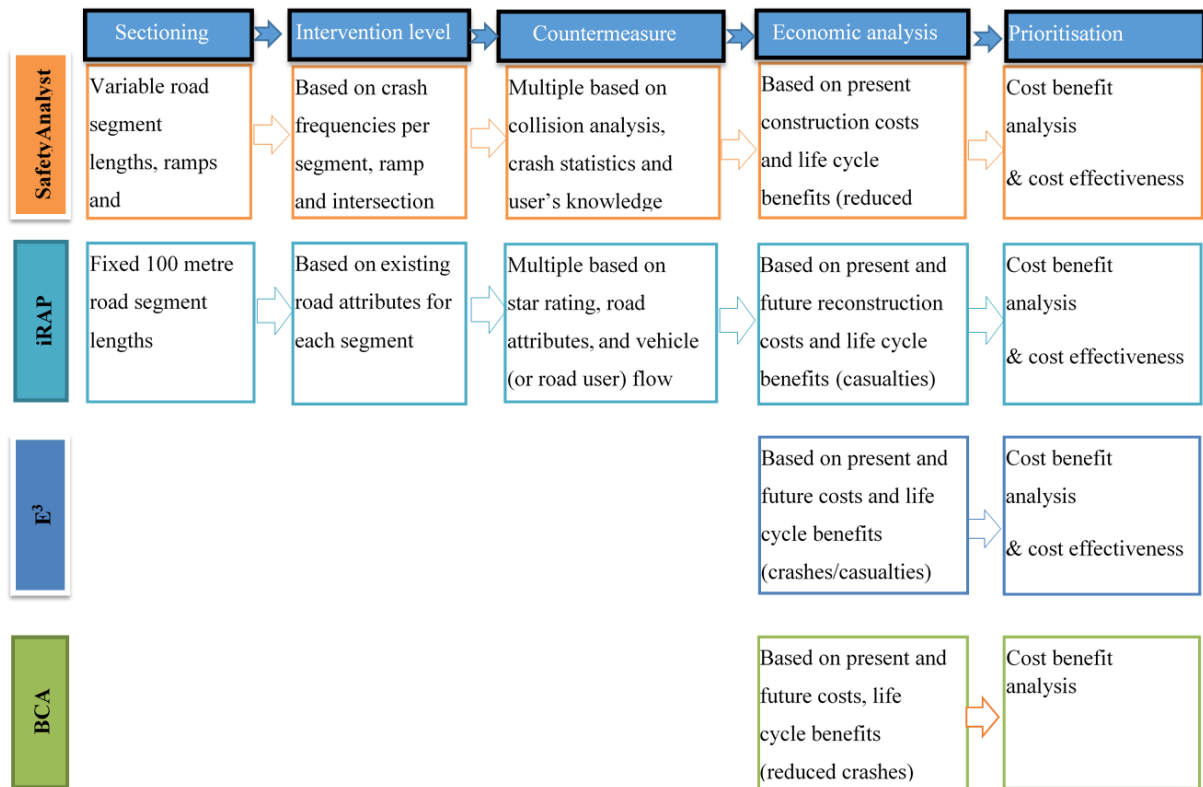 Sectioning
Intervention level
Countermeasure
Economic analysis
Prioritisation
SafetyAnalyst
Variable road
segment
lengths, ramps
and
Based on crash
frequencies per
segment, ramp
and intersection
Multiple based on
collision analysis,
crash statistics and
user’s knowledge
Based on present
construction costs
and life cycle
benefits (reduced
Cost benefit
analysis
& cost effectiveness
iRAP
Fixed 100 metre
road segment
lengths
Based on existing
road attributes for
each segment
Multiple based on
star rating, road
attributes, and vehicle
(or road user) flow
Based on present and
future reconstruction
costs and life cycle
benefits (casualties)
Cost benefit
analysis
& cost effectiveness
E³
Based on present and
future costs and life
cycle benefits
(crashes/casualties)
Cost benefit
analysis
& cost effectiveness
BCA
Based on present and
future costs, life
cycle benefits
(reduced crashes)
Cost benefit
analysis